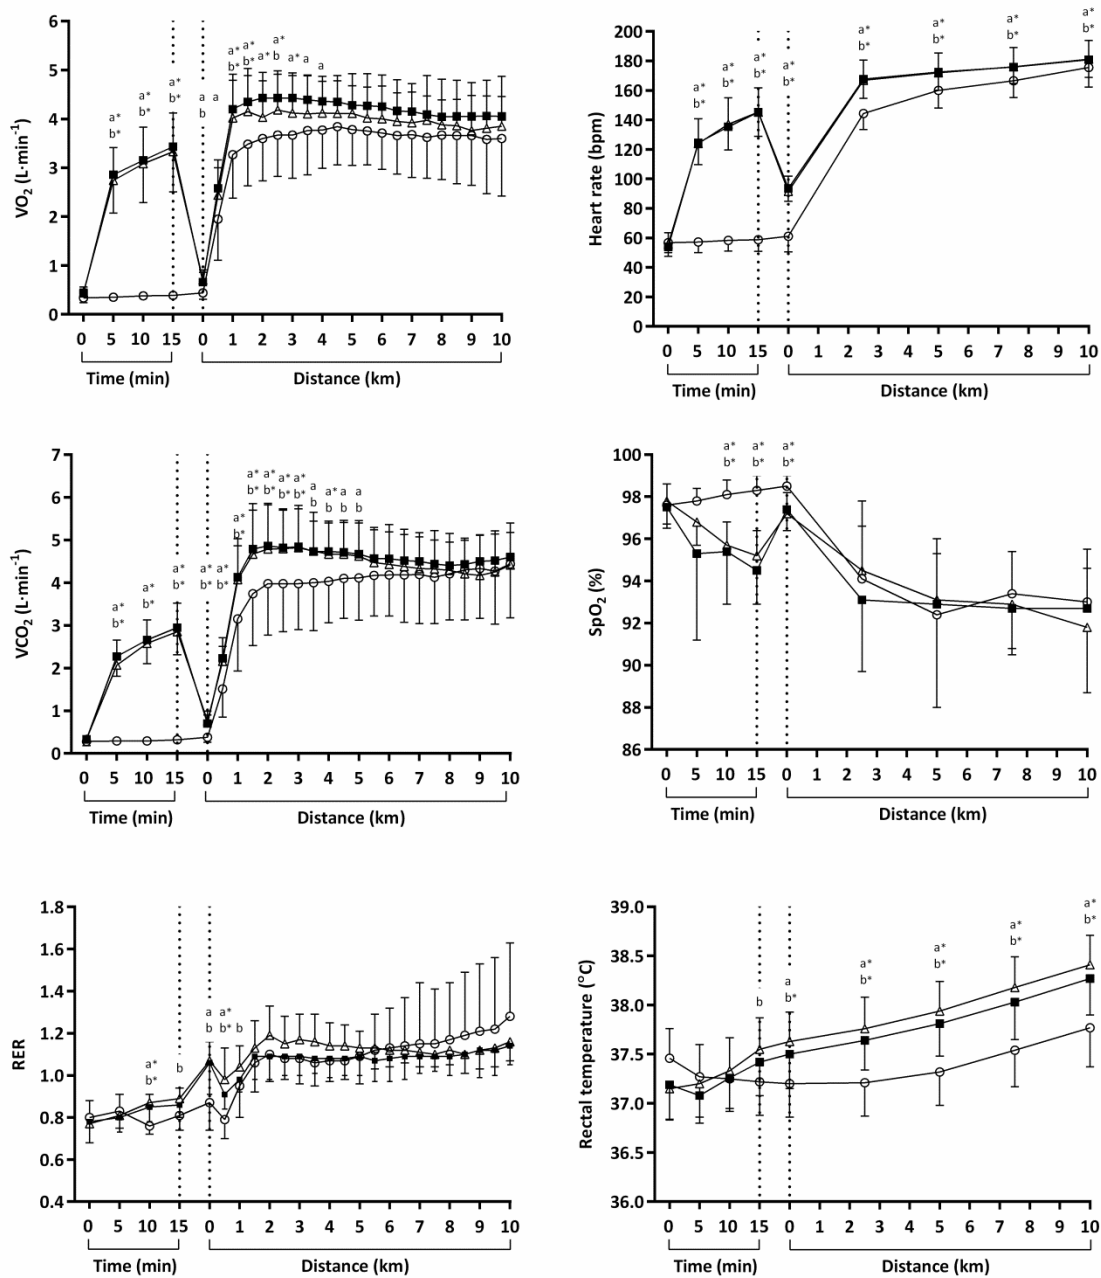 6
5
4
3
2
1
0
VO2 (L·min-1)
a* a* a* a a b a* a* a* a a* a a
b* b* b* b b* b* b
0 5 10 15 0 1 2 3 4 5 6 7 8 9 10
Time (min) Distance (km)
200
180
160
140
120
100
80
60
40
20
0
Heart rate (bpm)
a* a* a* a* a* a* a* a*
b* b* b* b* b* b* b* b*
0 5 10 15 0 1 2 3 4 5 6 7 8 9 10
Time (min) Distance (km)
7
6
5
4
3
2
1
0
VCO2 (L·min-1)
a* a* a* a* a* a* a* a* a* a* a a* a a
b* b* b* b* b* b* b* b* b* b* b b b b
0 5 10 15 0 1 2 3 4 5 6 7 8 9 10
Time (min) Distance (km)
100
98
96
94
92
90
88
86
SpO2 (%)
a* a* a*
b* b* b*
0 5 10 15 0 1 2 3 4 5 6 7 8 9 10
Time (min) Distance (km)
1.8
1.6
1.4
1.2
1.0
0.8
0.6
0.4
RER
a* a a*
b* b b b* b
0 5 10 15 0 1 2 3 4 5 6 7 8 9 10
Time (min) Distance (km)
39.0
38.5
38.0
37.5
37.0
36.5
36.0
Rectal temperature (°C)
a a* a* a* a*
b b* b* b* b* b*
0 5 10 15 0 1 2 3 4 5 6 7 8 9 10
Time (min) Distance (km)